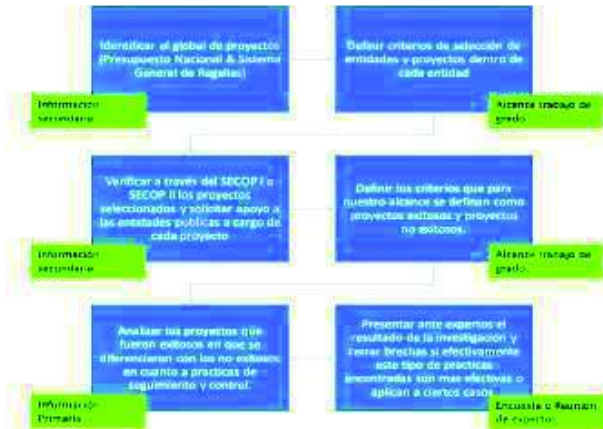 Identificar el global de proyectos
(Presupuesto Nacional & Sistema
General de Regalías)
Información
secundaria
Definir criterios de selección de
entidades y proyectos dentro de
cada entidad
Alcance trabajo de
grado
Verificar a través del SECOP I o
SECOP II los proyectos
seleccionados y solicitar apoyo a
las entidades públicas a cargo de
cada proyecto
Información
secundaria
Definir los criterios que para
nuestro alcance se definan como
proyectos exitosos y proyectos
no exitosos.
Alcance trabajo de
grado
Analizar los proyectos que
fueron exitosos en que se
diferenciaron con los no exitosos
en cuanto a practicas de
seguimiento y control.
Información
Primaria
Presentar ante expertos el
resultado de la investigación y
cerrar brechas si efectivamente
este tipo de practicas
encontradas son mas efectivas o
aplican a ciertos casos
Encuesta o Reunión
de expertos